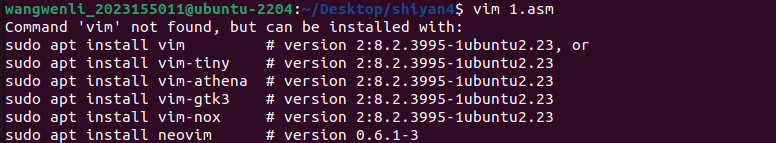 wangwenli_2023155011@ubuntu-2204:~/Desktop/shiyan4$ vim 1.asm
Command 'vim' not found, but can be installed with:
sudo apt install vim         # version 2:8.2.3995-1ubuntu2.23, or
sudo apt install vim-tiny    # version 2:8.2.3995-1ubuntu2.23
sudo apt install vim-athena  # version 2:8.2.3995-1ubuntu2.23
sudo apt install vim-gtk3    # version 2:8.2.3995-1ubuntu2.23
sudo apt install vim-nox     # version 2:8.2.3995-1ubuntu2.23
sudo apt install neovim      # version 0.6.1-3